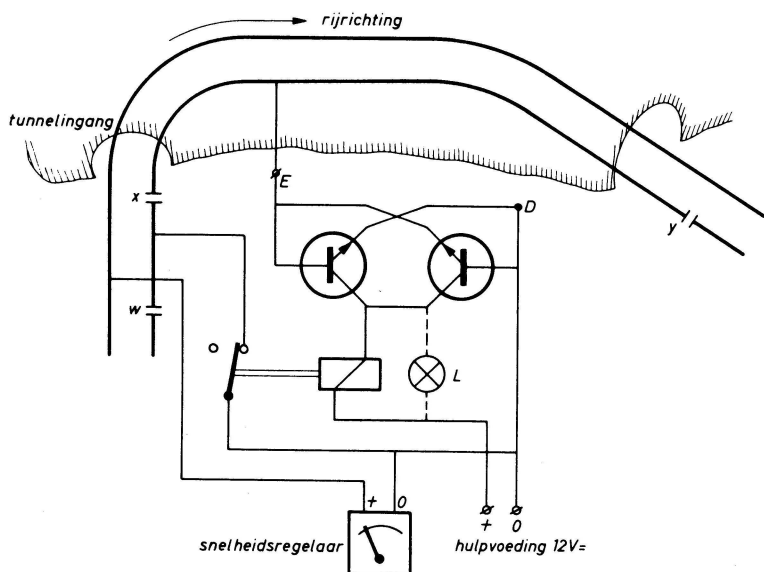 rijrichting
tunnelingang
x
E
D
y
w
L
+ 0
+ 0
snelheidsregelaar
hulpvoeding 12V=